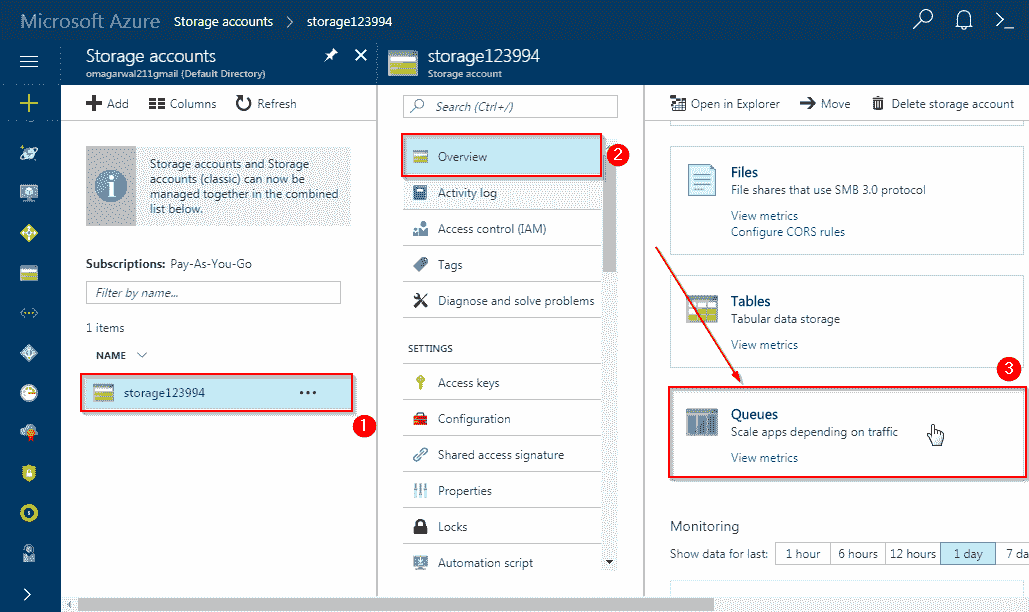 Microsoft Azure Storage accounts > storage123994
Storage accounts
omagarwal211gmail (Default Directory)
Add Columns Refresh
Storage accounts and Storage
accounts (classic) can now be
managed together in the combined
list below.
Subscriptions: Pay-As-You-Go
Filter by name...
1 items
NAME
storage123994 ...
1
storage123994
Storage account
Search (Ctrl+/)
Overview
2
Activity log
Access control (IAM)
Tags
Diagnose and solve problems
SETTINGS
Access keys
Configuration
Shared access signature
Properties
Locks
Automation script
Open in Explorer Move Delete storage account
Files
File shares that use SMB 3.0 protocol
View metrics
Configure CORS rules
Tables
Tabular data storage
View metrics
3
Queues
Scale apps depending on traffic
View metrics
Monitoring
Show data for last: 1 hour 6 hours 12 hours 1 day 7 da